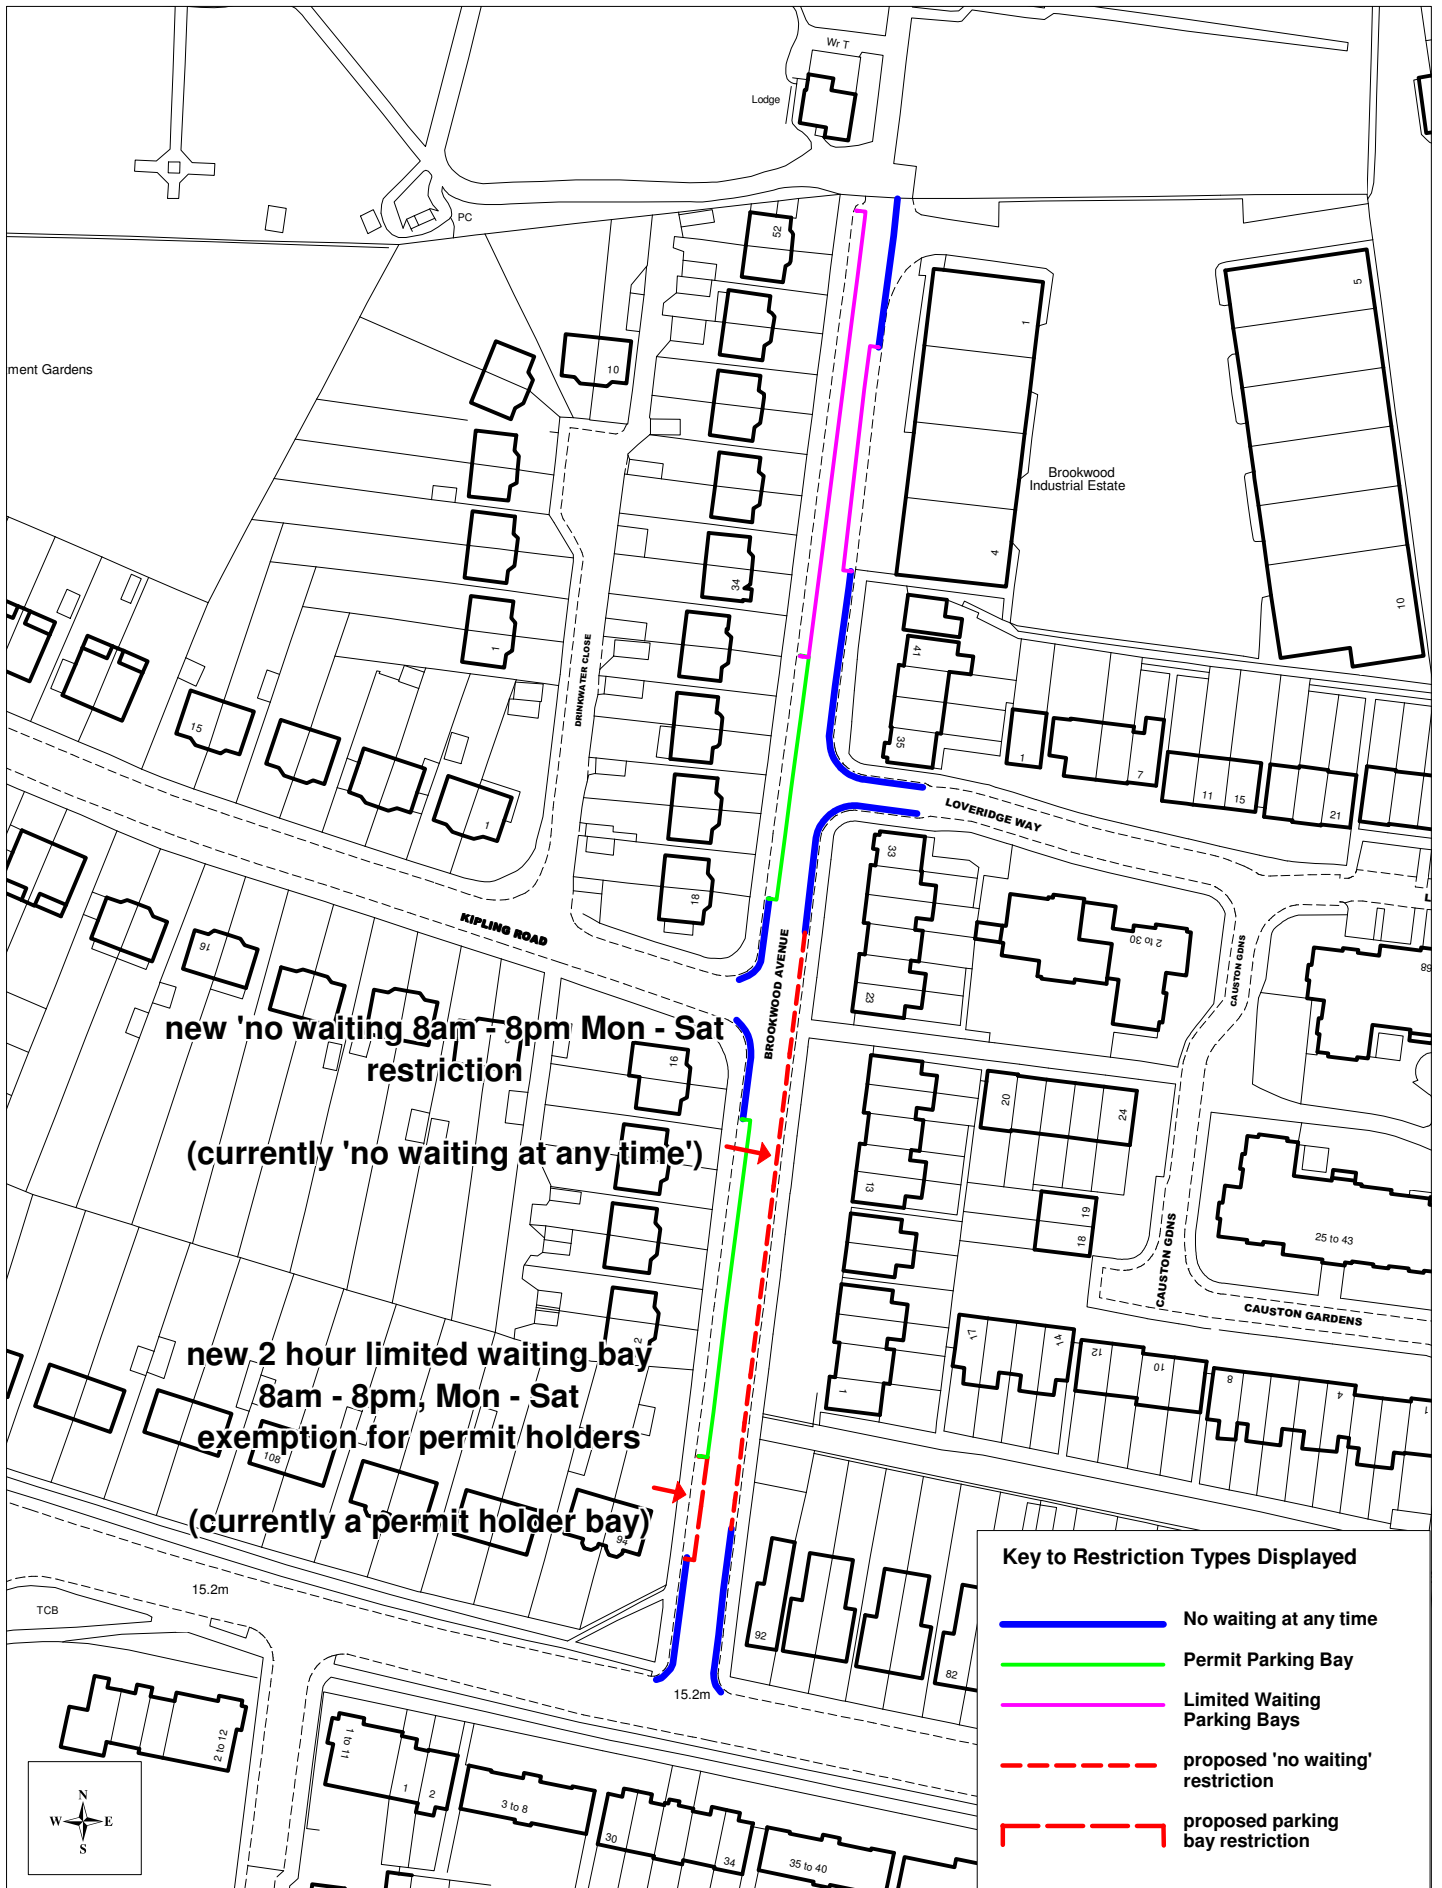 Wr T
Lodge
PC
52
ment Gardens
10
1
5
Brookwood
Industrial Estate
4
10
34
1
DRINKWATER CLOSE
41
35
1
7
11
15
21
15
1
LOVERIDGE WAY
33
18
KIPLING ROAD
16
BROOKWOOD AVENUE
23
2 to 30
CAUSTON GDNS
68
new 'no waiting 8am - 8pm Mon - Sat
restriction
16
20
24
(currently 'no waiting at any time')
13
19
18
25 to 43
CAUSTON GDNS
CAUSTON GARDENS
2
new 2 hour limited waiting bay
8am - 8pm, Mon - Sat
exemption for permit holders
108
1
17
14
12
10
8
4
1
(currently a permit holder bay)
94
15.2m
TCB
92
82
15.2m
Key to Restriction Types Displayed
No waiting at any time
Permit Parking Bay
Limited Waiting
Parking Bays
proposed 'no waiting'
restriction
proposed parking
bay restriction
2 to 12
1 to 11
1
2
3 to 8
30
34
35 to 40
N
W E
S